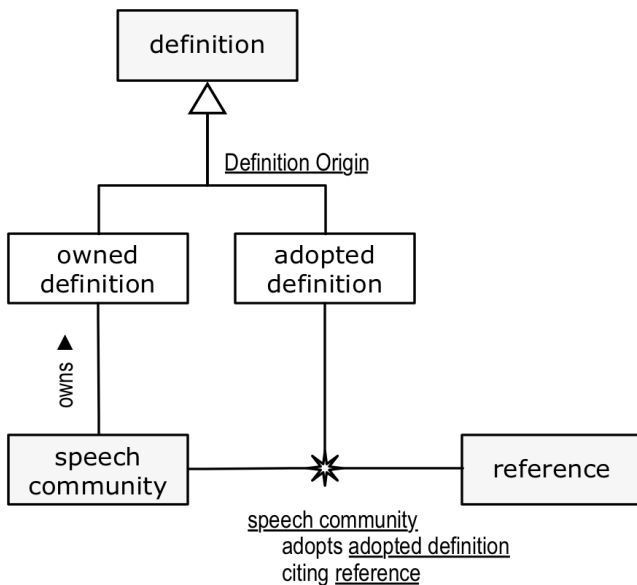 definition
Definition Origin
owned
definition
adopted
definition
owns ▲
speech
community
reference
speech community
adopts adopted definition
citing reference